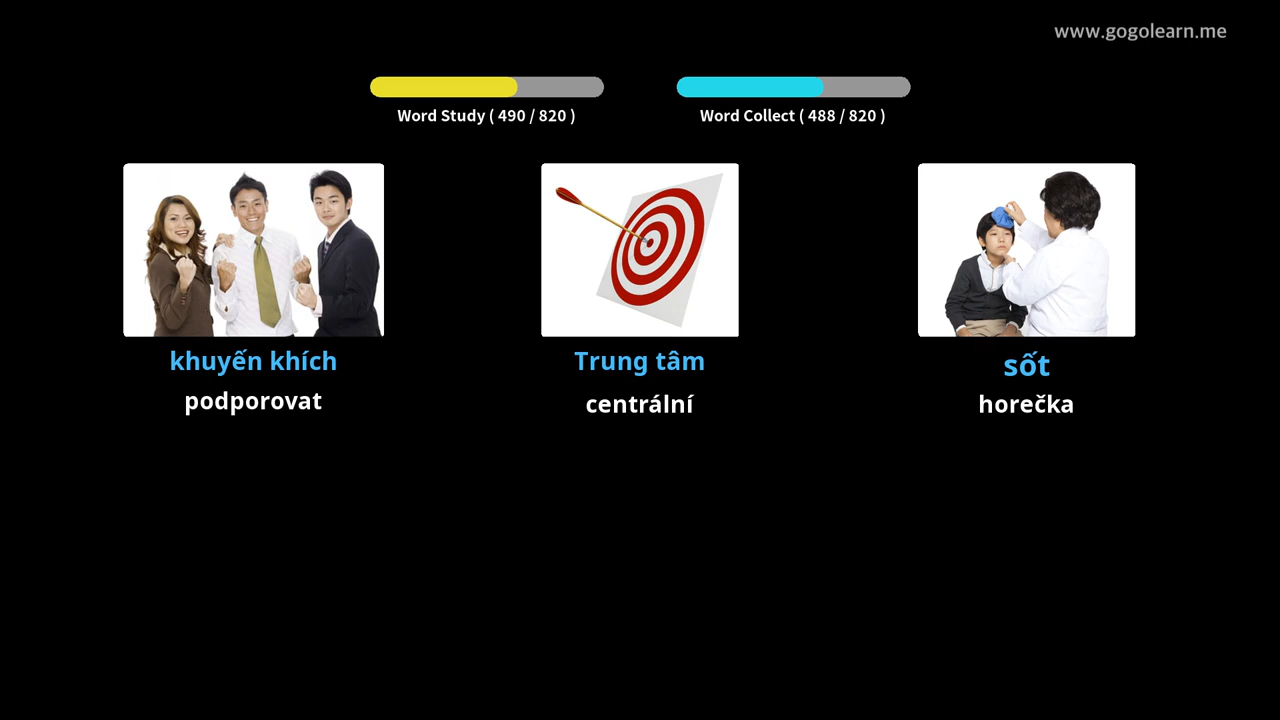 www.gogolearn.me
Word Study ( 490 / 820 )
Word Collect ( 488 / 820 )
khuyến khích
podporovat
Trung tâm
centrální
sốt
horečka